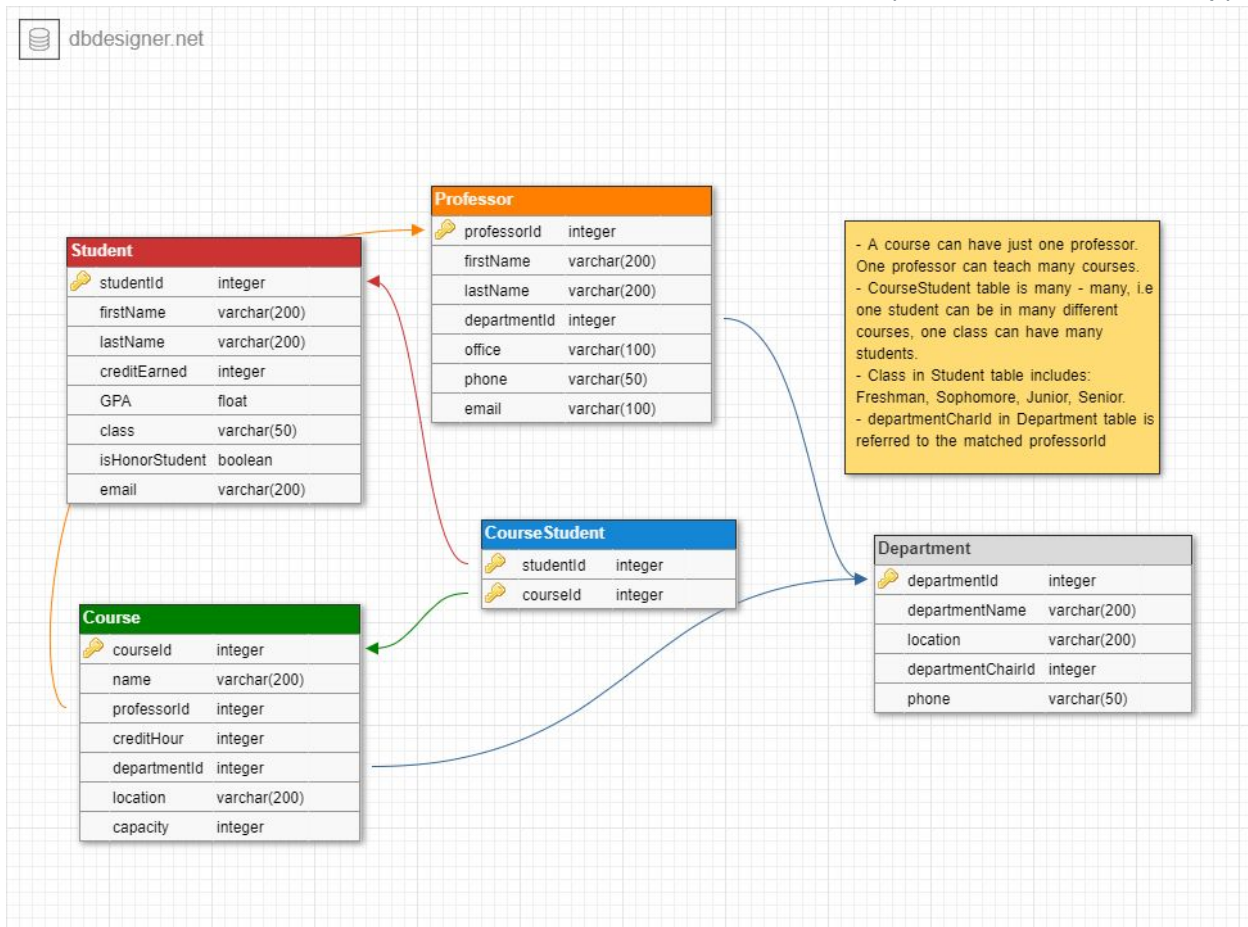 dbdesigner.net
Professor
professorId integer
firstName varchar(200)
lastName varchar(200)
departmentId integer
office varchar(100)
phone varchar(50)
email varchar(100)
Student
studentId integer
firstName varchar(200)
lastName varchar(200)
creditEarned integer
GPA float
class varchar(50)
isHonorStudent boolean
email varchar(200)
- A course can have just one professor.
One professor can teach many courses.
- CourseStudent table is many - many, i.e
one student can be in many different
courses, one class can have many
students.
- Class in Student table includes:
Freshman, Sophomore, Junior, Senior.
- departmentCharId in Department table is
referred to the matched professorId
CourseStudent
studentId integer
courseId integer
Department
departmentId integer
departmentName varchar(200)
location varchar(200)
departmentChairId integer
phone varchar(50)
Course
courseId integer
name varchar(200)
professorId integer
creditHour integer
departmentId integer
location varchar(200)
capacity integer